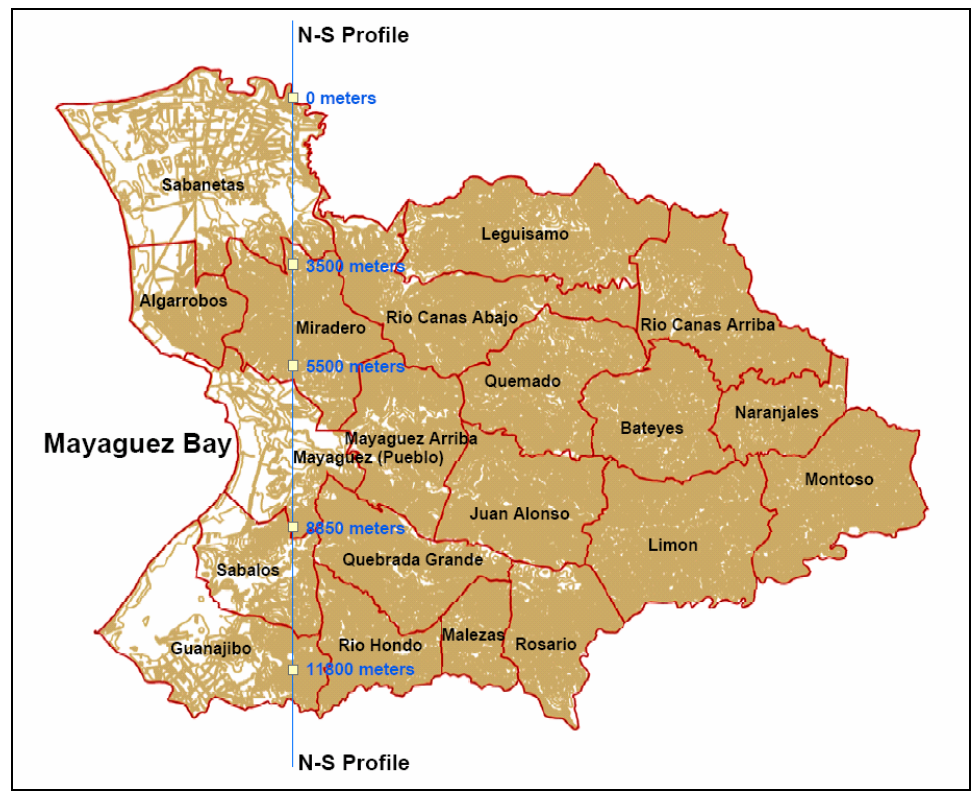 N-S Profile
0 meters
Sabanetas
Leguisamo
3500 meters
Algarrobos
Rio Canas Abajo
Rio Canas Arriba
Miradero
5500 meters
Quemado
Naranjales
Bateyes
Mayaguez Bay
Mayaguez Arriba
Mayaguez (Pueblo)
Montoso
Juan Alonso
8650 meters
Limon
Quebrada Grande
Sabalos
Malezas
Rio Hondo
Rosario
Guanajibo
11800 meters
N-S Profile